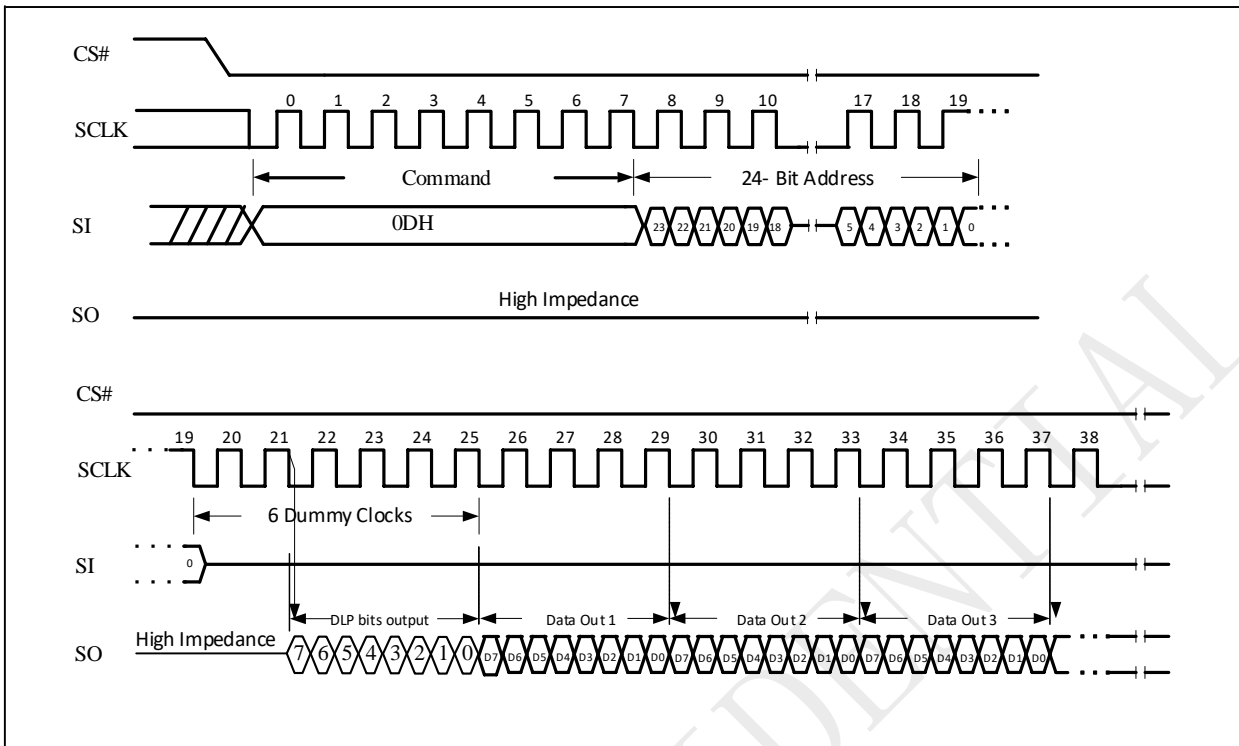 CS#
0 1 2 3 4 5 6 7 8 9 10 17 18 19
SCLK
Command 24- Bit Address
SI 0DH 23 22 21 20 19 18 5 4 3 2 1 0
High Impedance
SO
CS#
19 20 21 22 23 24 25 26 27 28 29 30 31 32 33 34 35 36 37 38
SCLK
6 Dummy Clocks
SI 0
DLP bits output Data Out 1 Data Out 2 Data Out 3
High Impedance
SO 7 6 5 4 3 2 1 0 D7 D6 D5 D4 D3 D2 D1 D0 D7 D6 D5 D4 D3 D2 D1 D0 D7 D6 D5 D4 D3 D2 D1 D0
DENTIAL